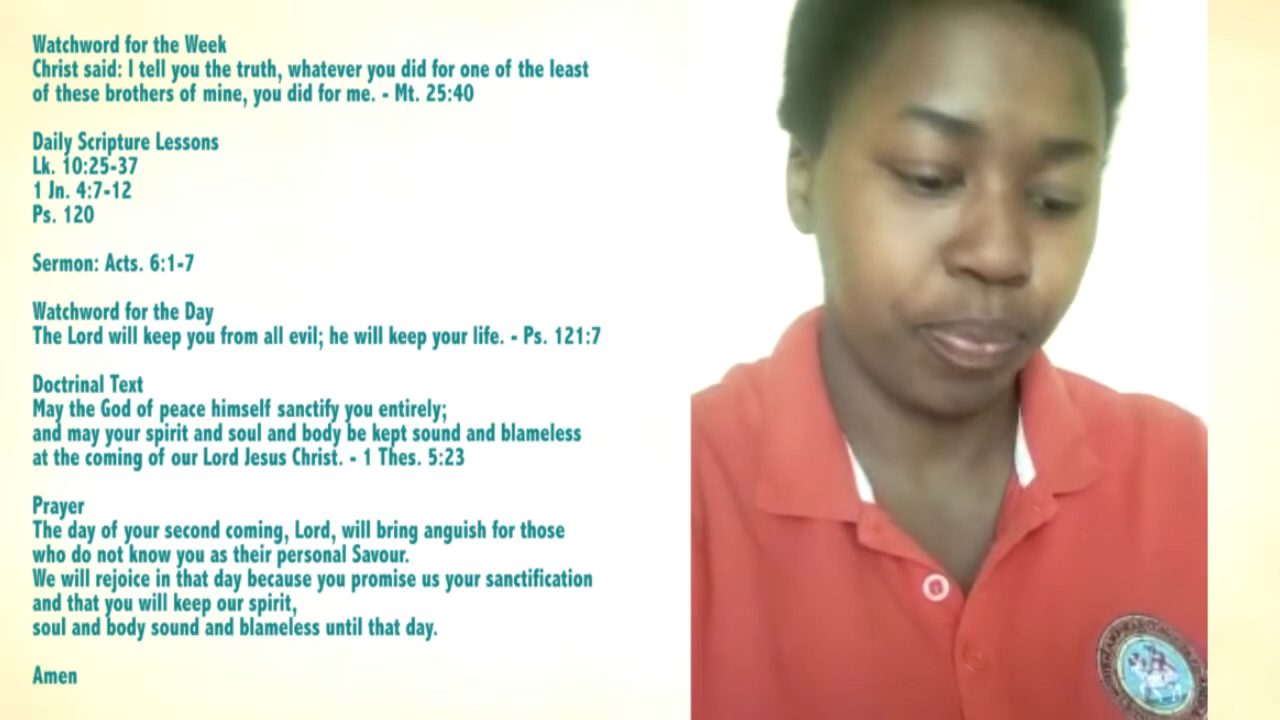 Watchword for the Week
Christ said: I tell you the truth, whatever you did for one of the least
of these brothers of mine, you did for me. - Mt. 25:40
Daily Scripture Lessons
Lk. 10:25-37
1 Jn. 4:7-12
Ps. 120
Sermon: Acts. 6:1-7
Watchword for the Day
The Lord will keep you from all evil; he will keep your life. - Ps. 121:7
Doctrinal Text
May the God of peace himself sanctify you entirely;
and may your spirit and soul and body be kept sound and blameless
at the coming of our Lord Jesus Christ. - 1 Thes. 5:23
Prayer
The day of your second coming, Lord, will bring anguish for those
who do not know you as their personal Savour.
We will rejoice in that day because you promise us your sanctification
and that you will keep our spirit,
soul and body sound and blameless until that day.
Amen